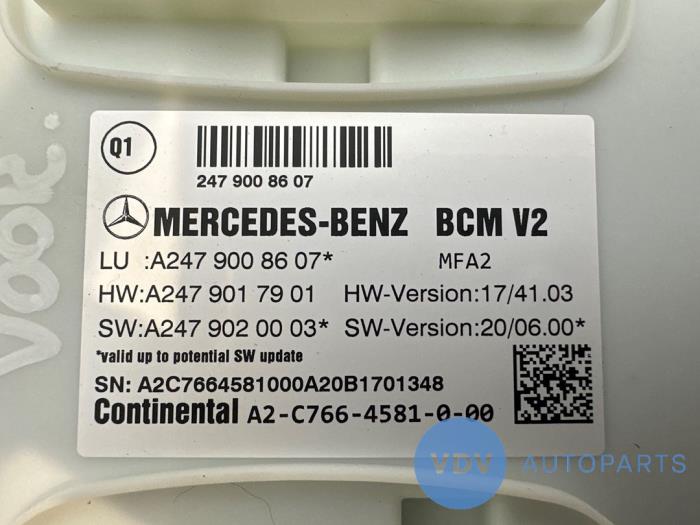 VOOR.
Q1
247 900 8607
MERCEDES-BENZ BCM V2
LU :A247 900 86 07* MFA2
HW:A247 901 79 01 HW-Version:17/41.03
SW:A247 902 00 03* SW-Version:20/06.00*
*valid up to potential SW update
SN: A2C7664581000A20B1701348
Continental A2-C766-4581-0-00
VDV AUTOPARTS